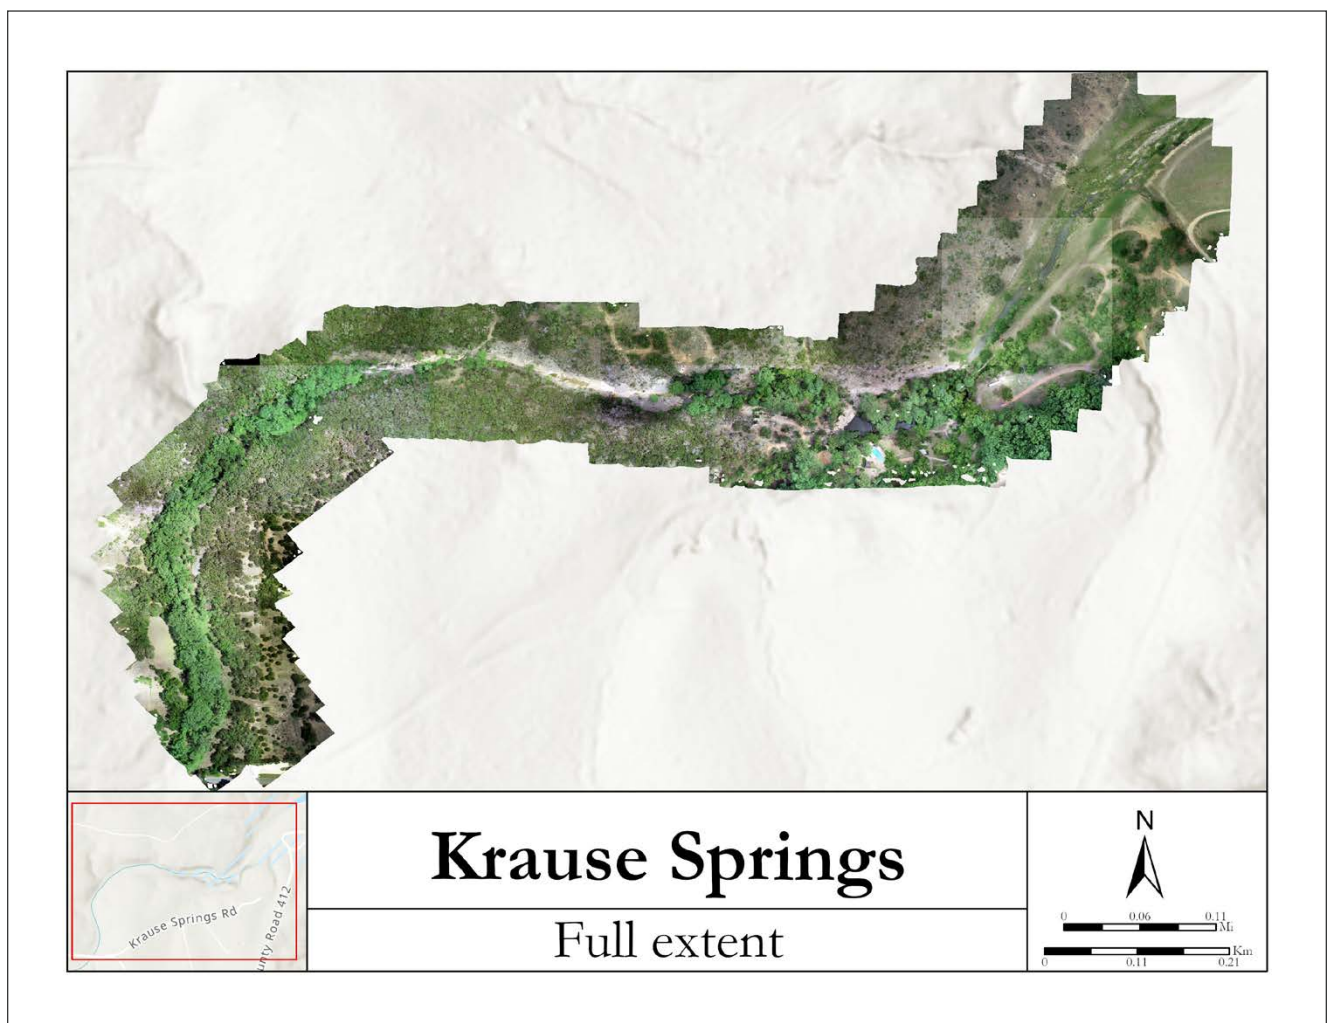 Krause Springs Rd
unty Road 412
Krause Springs
Full extent
N
0 0.06 0.11
Mi
Km
0 0.11 0.21